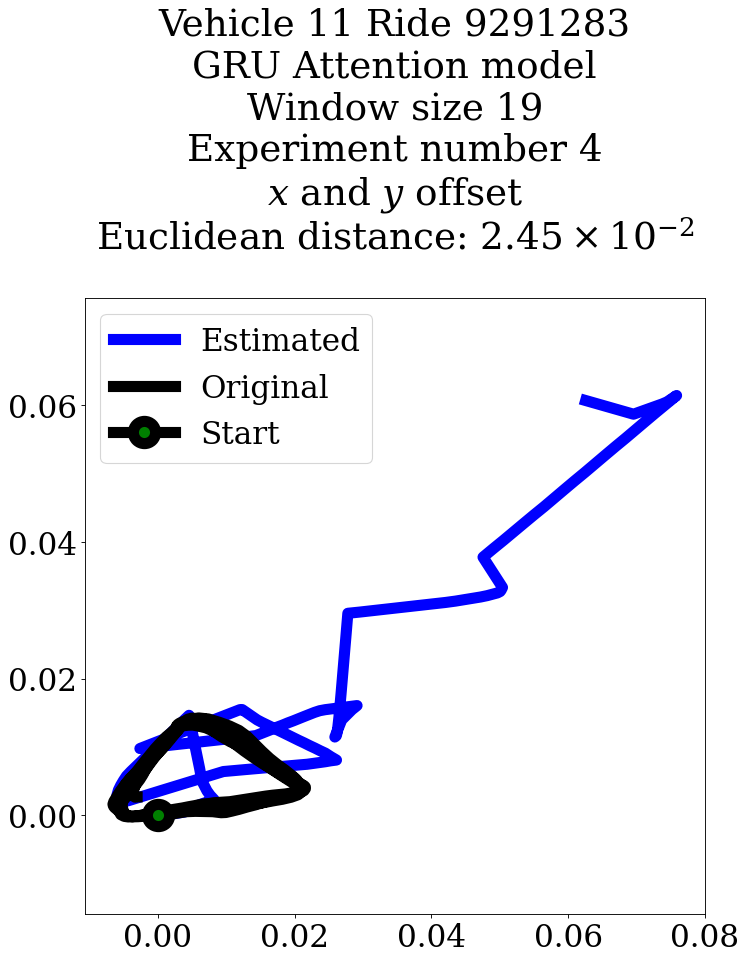 Vehicle 11 Ride 9291283
GRU Attention model
Window size 19
Experiment number 4
x and y offset
Euclidean distance: 2.45 × 10⁻²
Estimated
Original
Start
0.06
0.04
0.02
0.00
0.00 0.02 0.04 0.06 0.08